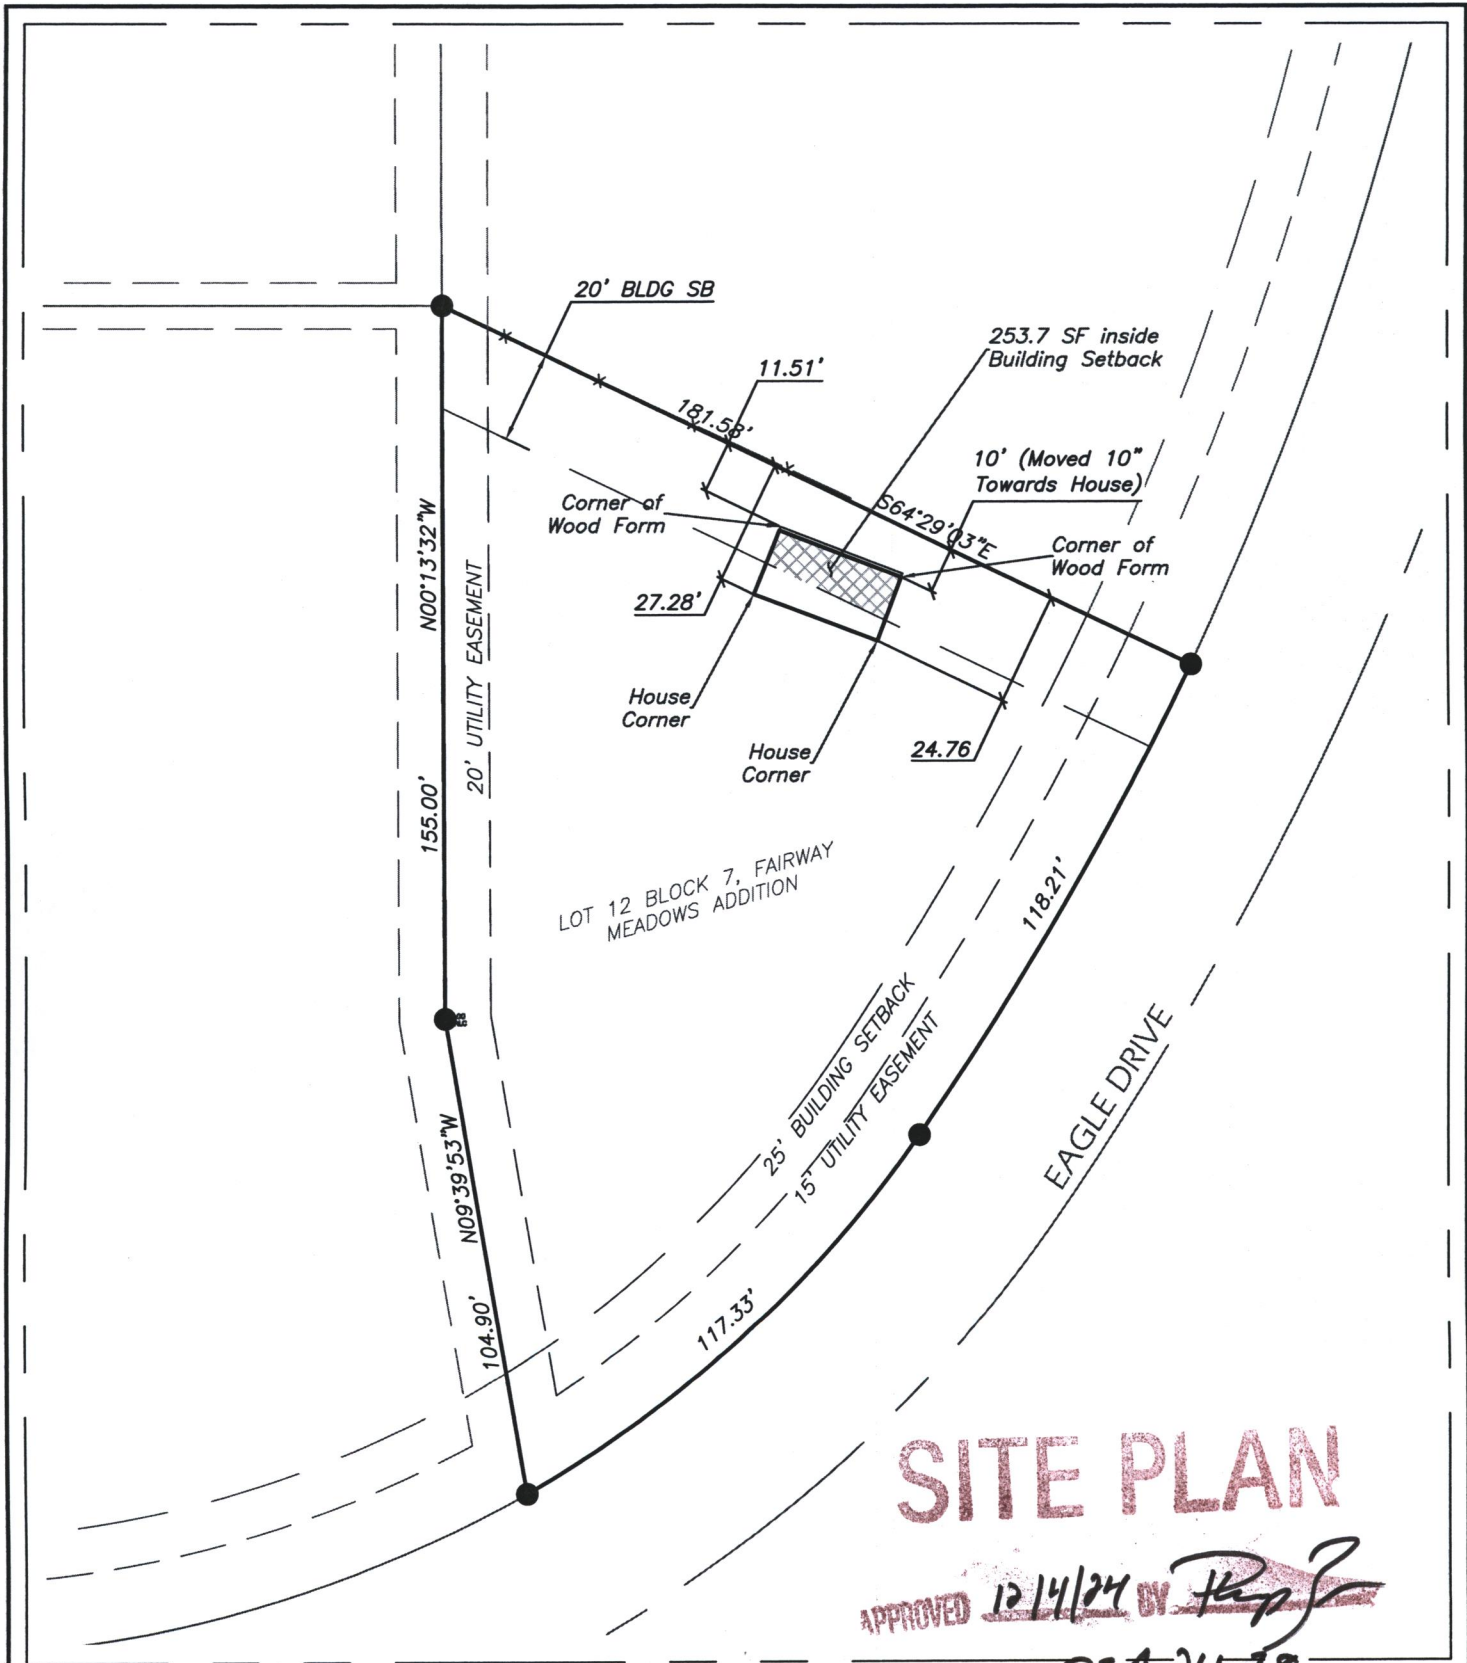 20' BLDG SB
253.7 SF inside
Building Setback
11.51'
181.58'
10' (Moved 10"
Towards House)
S64°29'03"E
Corner of
Wood Form
Corner of
Wood Form
N00°13'32"W
20' UTILITY EASEMENT
27.28'
House
Corner
House
Corner
24.76
155.00'
LOT 12 BLOCK 7, FAIRWAY
MEADOWS ADDITION
118.21'
25' BUILDING SETBACK
15' UTILITY EASEMENT
EAGLE DRIVE
N09°39'53"W
104.90'
117.33'
SITE PLAN
APPROVED 12/4/24 BY